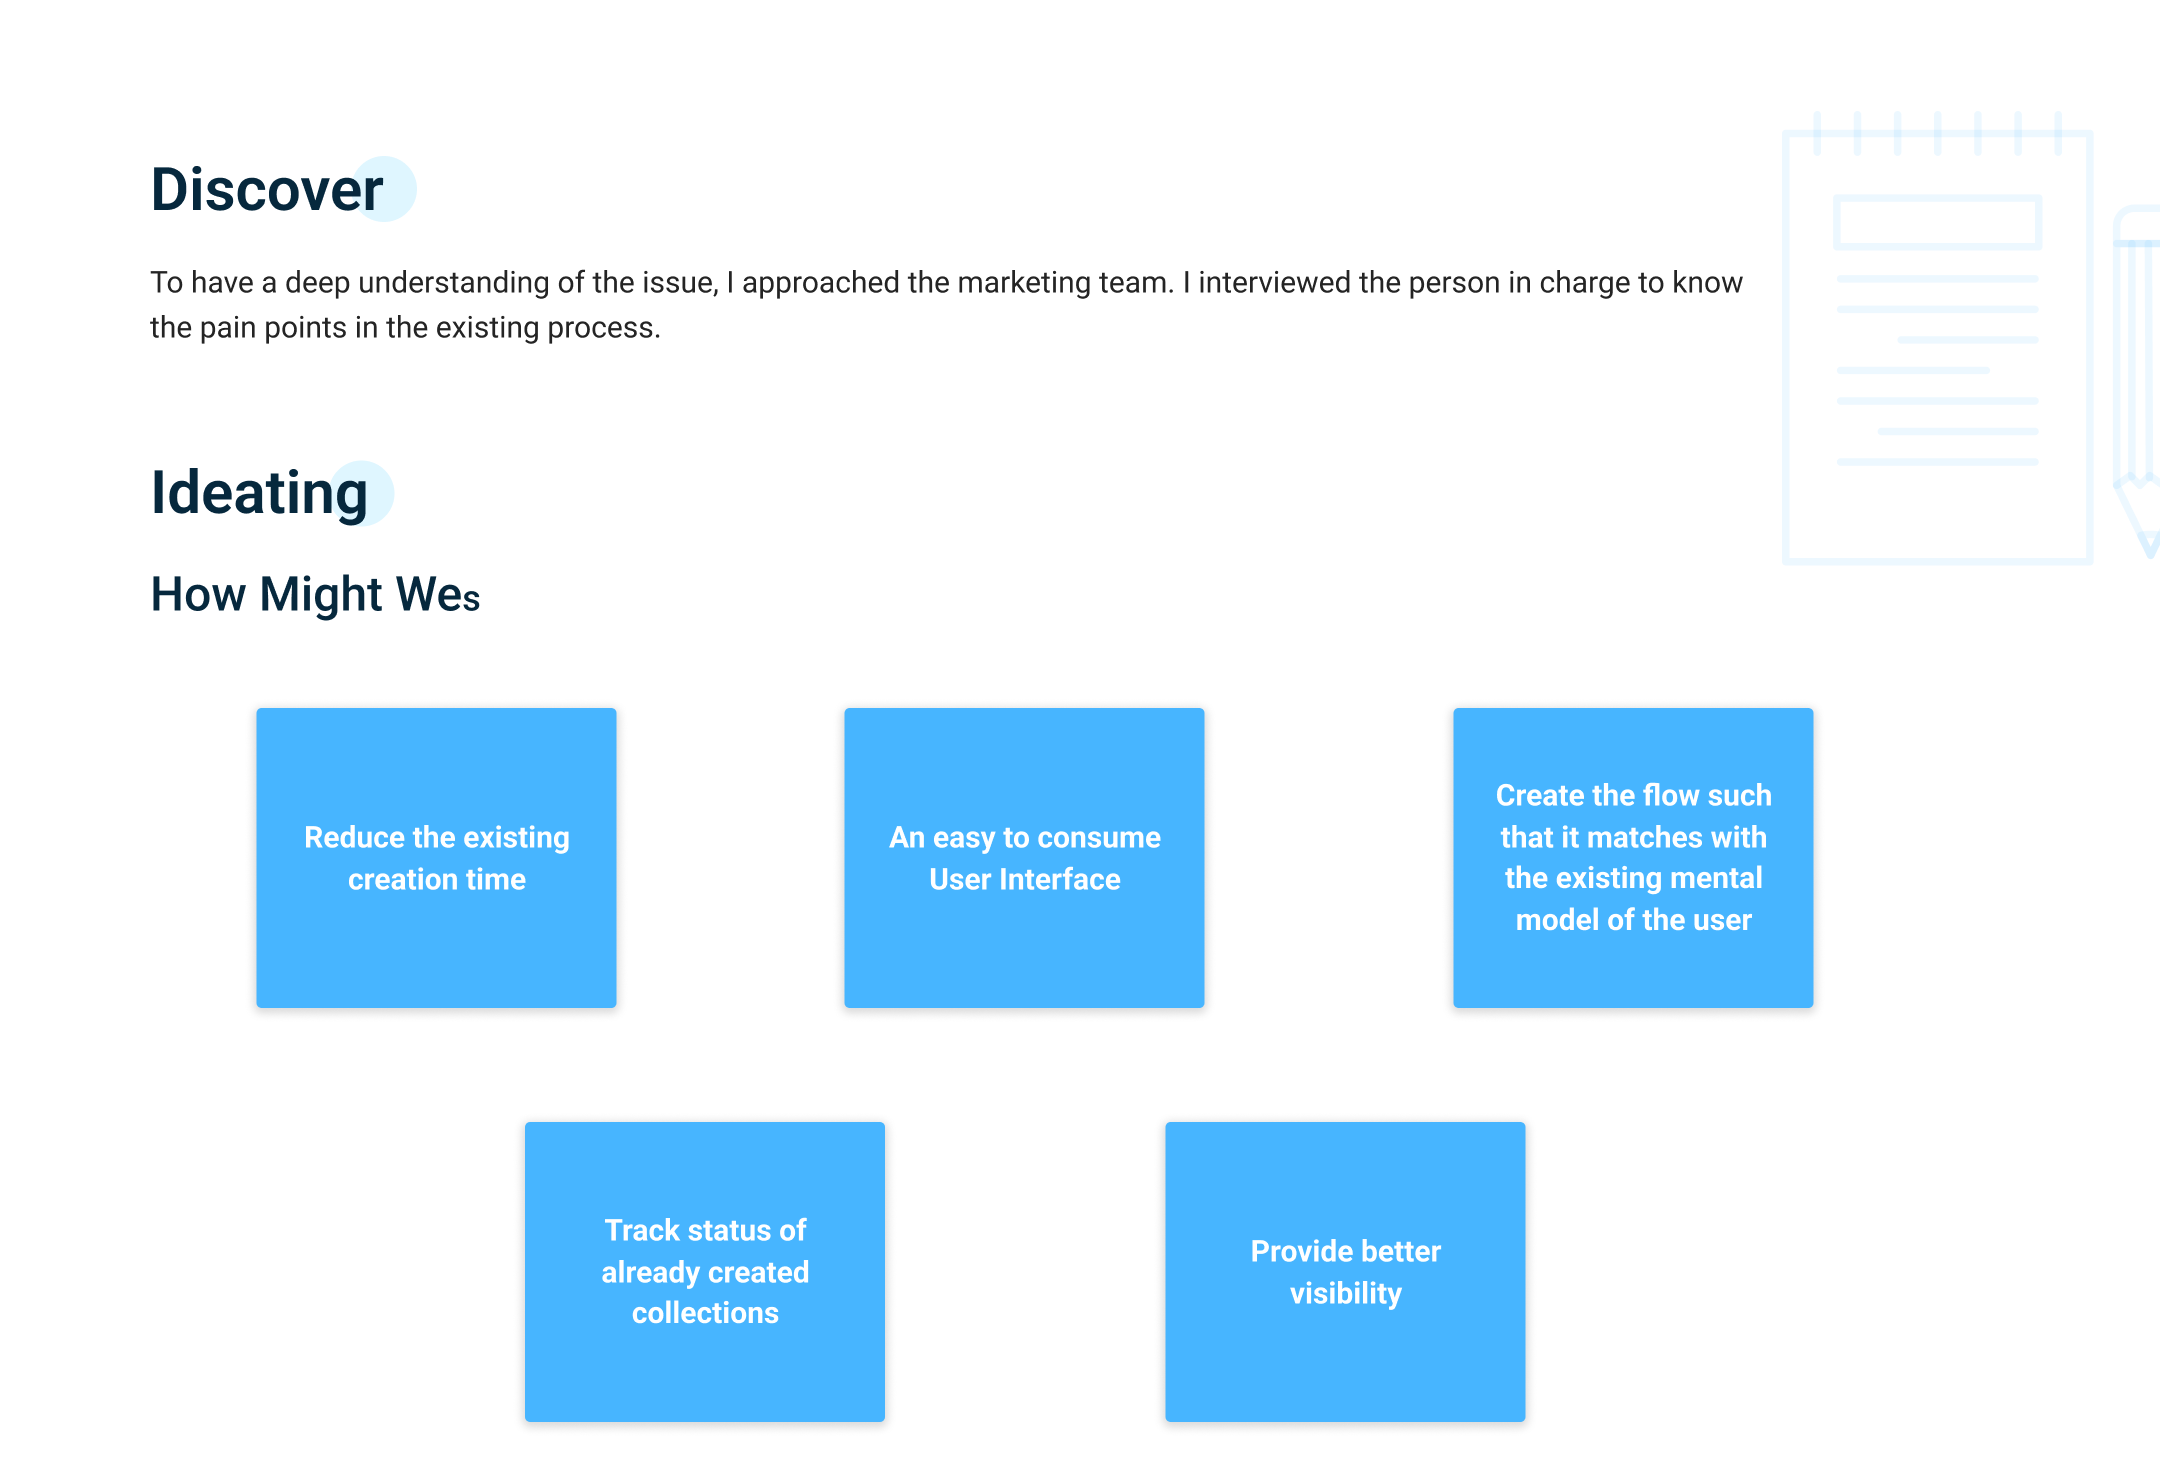 Discover
To have a deep understanding of the issue, I approached the marketing team. I interviewed the person in charge to know
the pain points in the existing process.
Ideating
How Might Wes
Reduce the existing
creation time
An easy to consume
User Interface
Create the flow such
that it matches with
the existing mental
model of the user
Track status of
already created
collections
Provide better
visibility